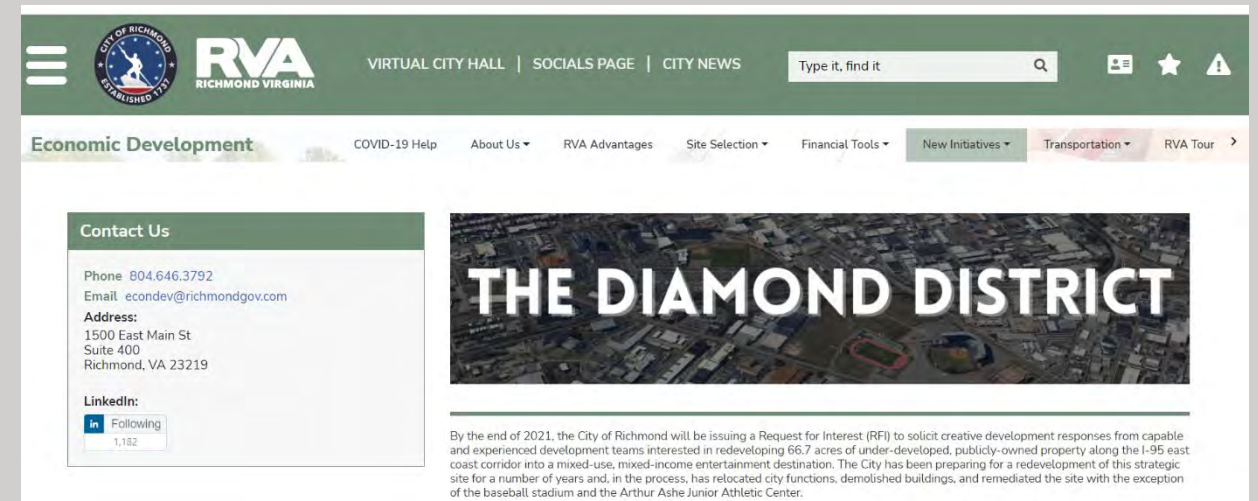 CITY OF RICHMOND
ESTABLISHED 1737
RVA
RICHMOND VIRGINIA
VIRTUAL CITY HALL | SOCIALS PAGE | CITY NEWS
Type it, find it
Economic Development
COVID-19 Help
About Us
RVA Advantages
Site Selection
Financial Tools
New Initiatives
Transportation
RVA Tour
Contact Us
Phone 804.646.3792
Email econdev@richmondgov.com
Address:
1500 East Main St
Suite 400
Richmond, VA 23219
LinkedIn:
in Following
1,182
THE DIAMOND DISTRICT
By the end of 2021, the City of Richmond will be issuing a Request for Interest (RFI) to solicit creative development responses from capable
and experienced development teams interested in redeveloping 66.7 acres of under-developed, publicly-owned property along the I-95 east
coast corridor into a mixed-use, mixed-income entertainment destination. The City has been preparing for a redevelopment of this strategic
site for a number of years and, in the process, has relocated city functions, demolished buildings, and remediated the site with the exception
of the baseball stadium and the Arthur Ashe Junior Athletic Center.